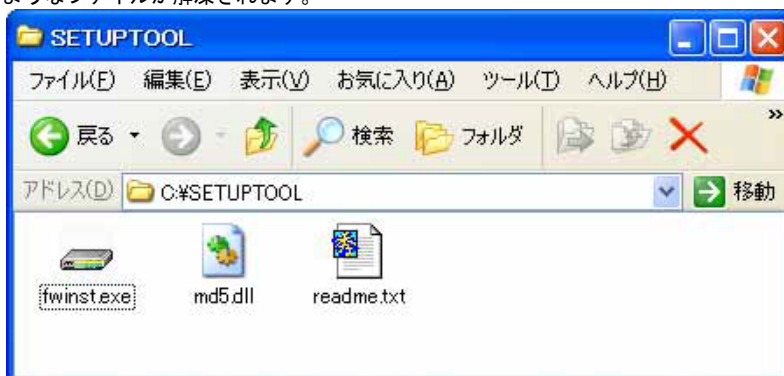 ようなファイルが解凍されます。
SETUPTOOL
ファイル(F) 編集(E) 表示(V) お気に入り(A) ツール(T) ヘルプ(H)
戻る 検索 フォルダ
アドレス(D) C:¥SETUPTOOL 移動
fwinst.exe md5.dll readme.txt